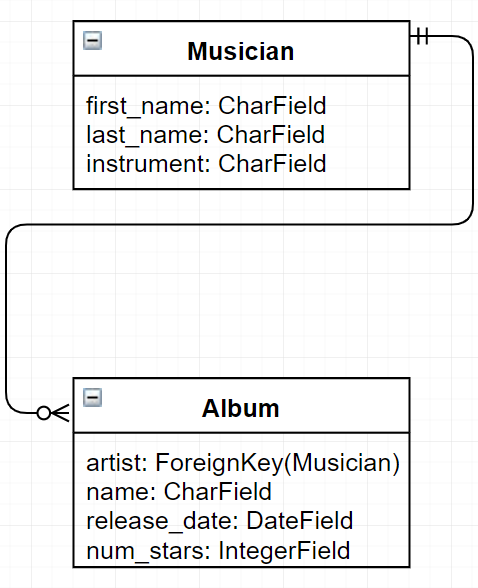 Musician
first_name: CharField
last_name: CharField
instrument: CharField
Album
artist: ForeignKey(Musician)
name: CharField
release_date: DateField
num_stars: IntegerField